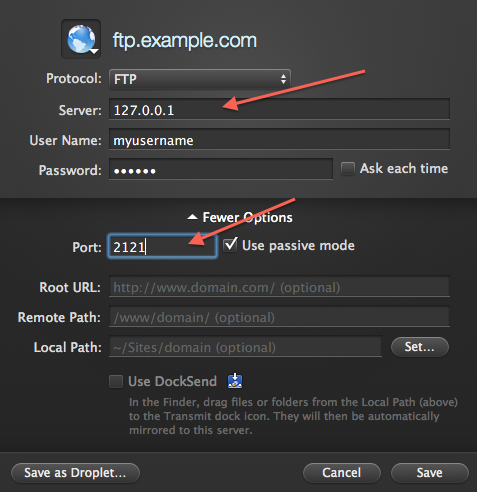 ftp.example.com
Protocol: FTP
Server: 127.0.0.1
User Name: myusername
Password: ••••••
Ask each time
Fewer Options
Port: 2121
Use passive mode
Root URL: http://www.domain.com/ (optional)
Remote Path: /www/domain/ (optional)
Local Path: ~/Sites/domain (optional)
Set...
Use DockSend
In the Finder, drag files or folders from the Local Path (above)
to the Transmit dock icon. They will then be automatically
mirrored to this server.
Save as Droplet... Cancel Save